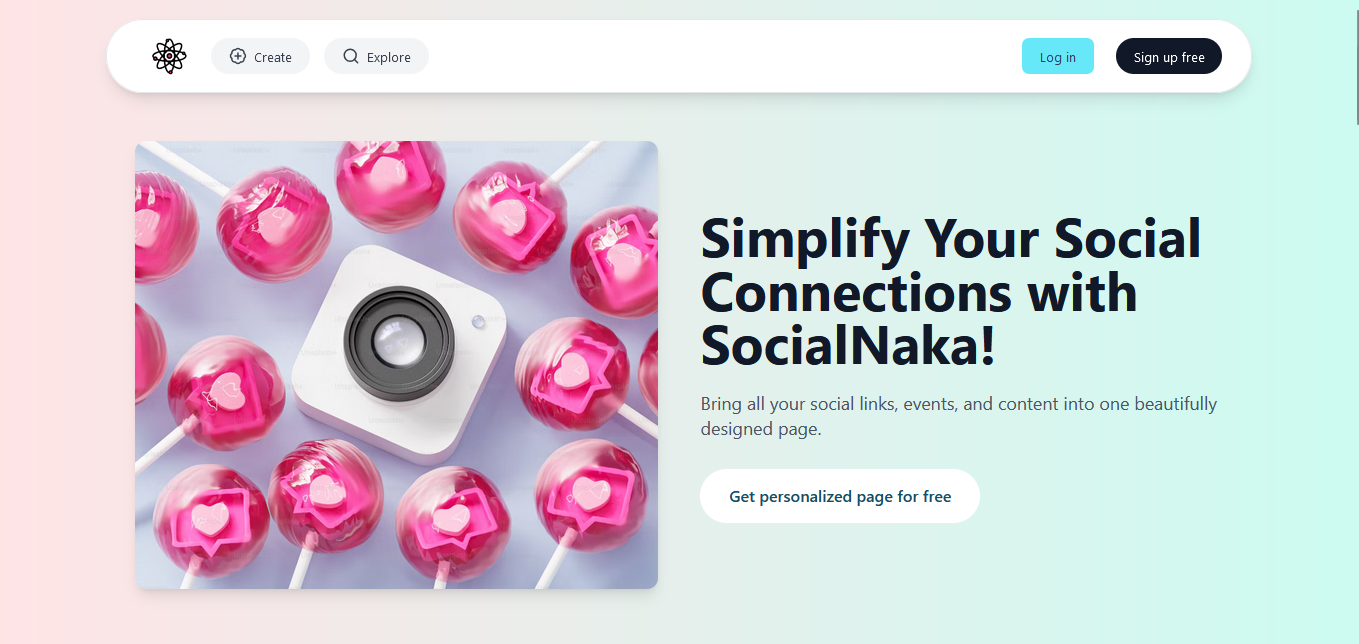 Create
Explore
Log in
Sign up free
Simplify Your Social
Connections with
SocialNaka!
Bring all your social links, events, and content into one beautifully
designed page.
Get personalized page for free